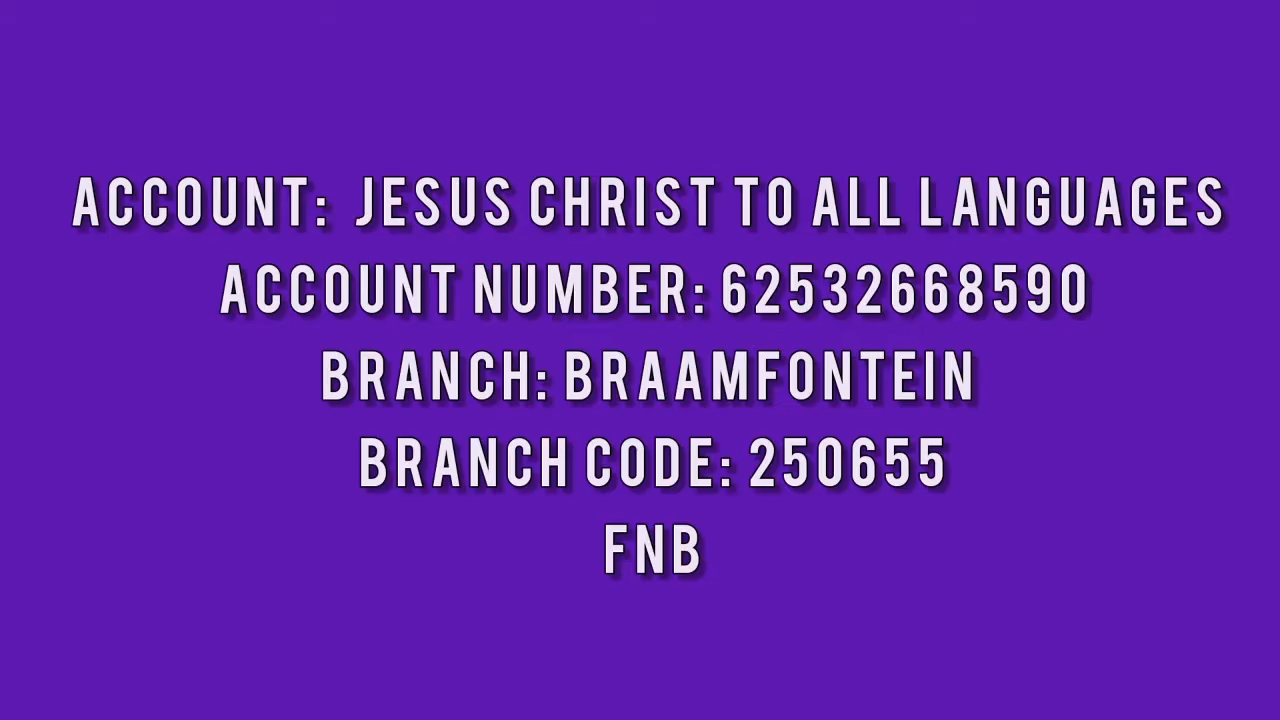 ACCOUNT: JESUS CHRIST TO ALL LANGUAGES
ACCOUNT NUMBER: 62532668590
BRANCH: BRAAMFONTEIN
BRANCH CODE: 250655
FNB